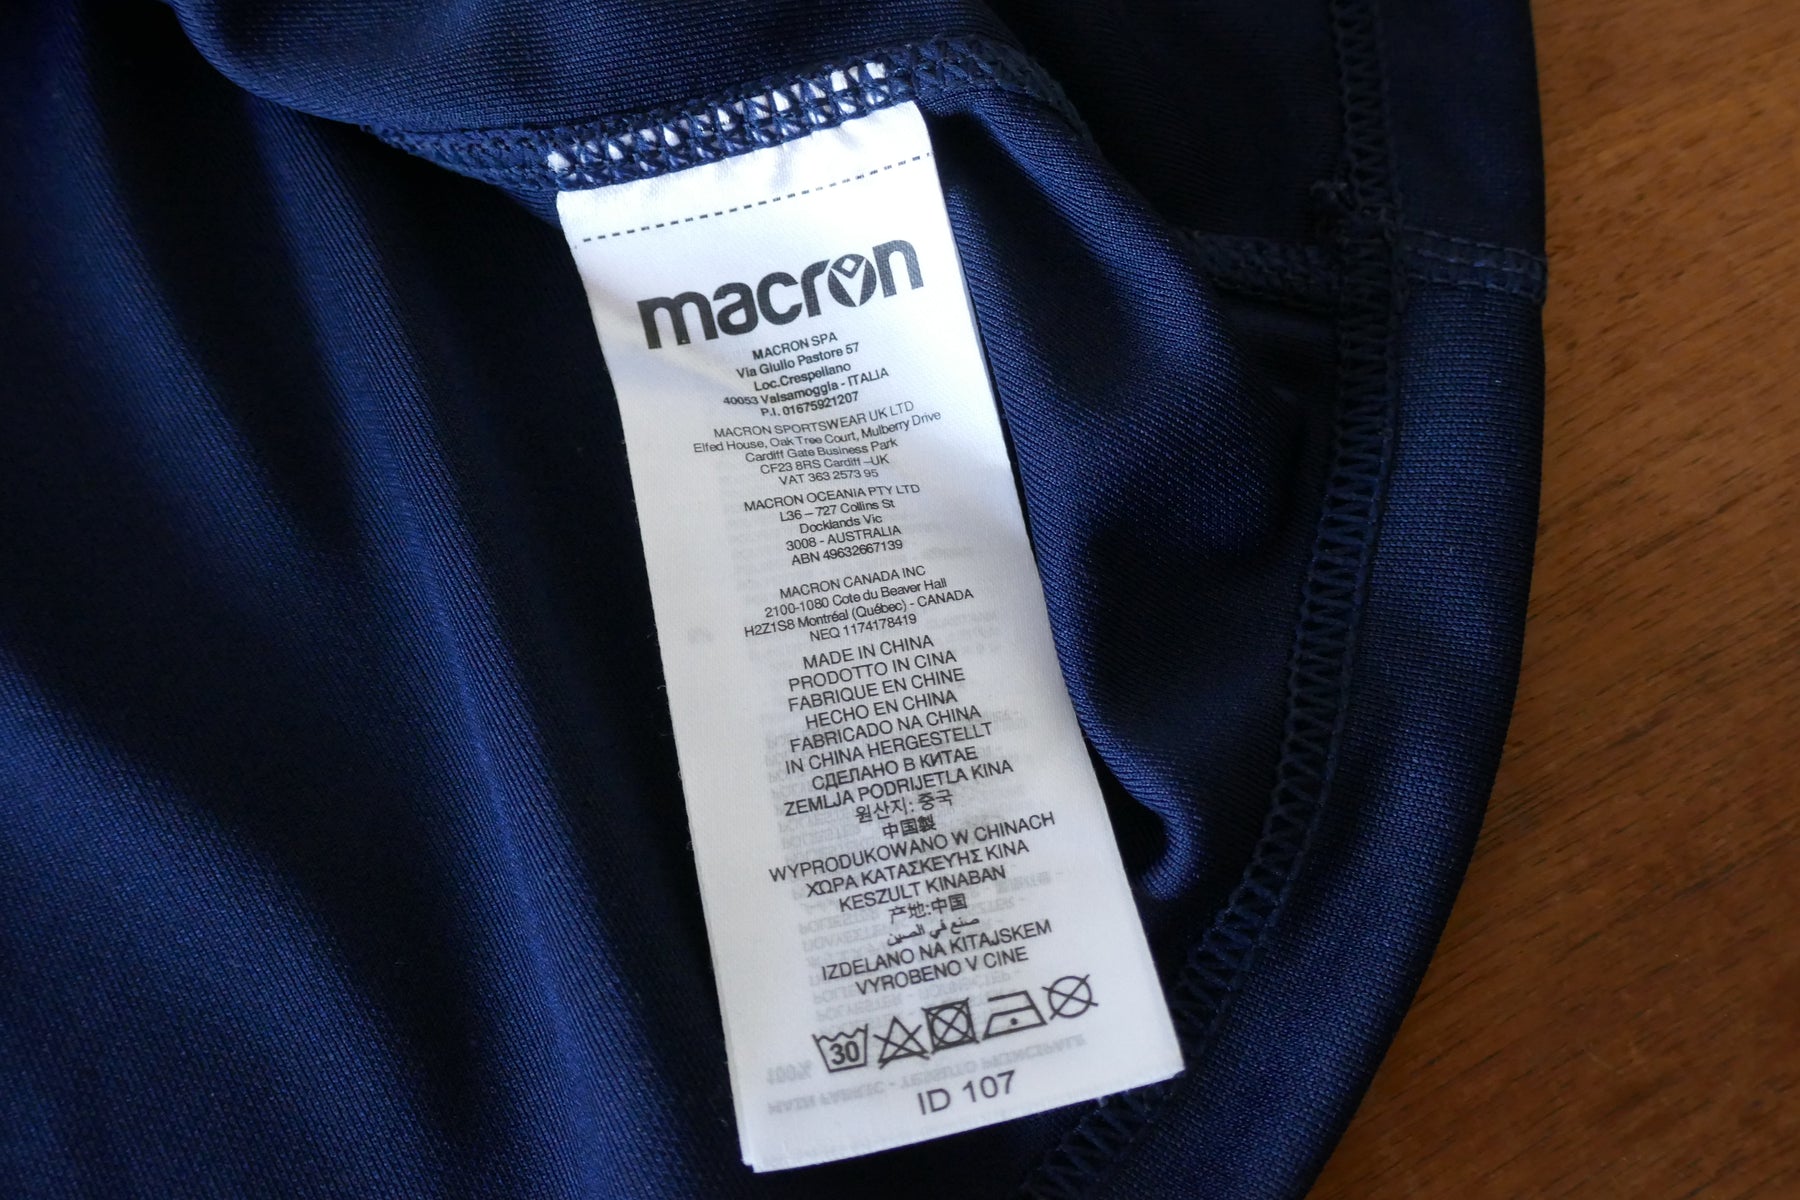 macron
MACRON SPA
Via Giulio Pastore 57
Loc.Crespellano
40053 Valsamoggia - ITALIA
P.I. 01675921207
MACRON SPORTSWEAR UK LTD
Elfed House, Oak Tree Court, Mulberry Drive
Cardiff Gate Business Park
CF23 8RS Cardiff –UK
VAT 363 2573 95
MACRON OCEANIA PTY LTD
L36 – 727 Collins St
Docklands Vic
3008 - AUSTRALIA
ABN 49632667139
MACRON CANADA INC
2100-1080 Cote du Beaver Hall
H2Z1S8 Montréal (Québec) - CANADA
NEQ 1174178419
MADE IN CHINA
PRODOTTO IN CINA
FABRIQUE EN CHINE
HECHO EN CHINA
FABRICADO NA CHINA
IN CHINA HERGESTELLT
СДЕЛАНО В КИТАЕ
ZEMLJA PODRIJETLA KINA
원산지: 중국
中国製
WYPRODUKOWANO W CHINACH
ΧΩΡΑ ΚΑΤΑΣΚΕΥΗΣ ΚΙΝΑ
KESZULT KINABAN
产地:中国
صنع في الصين
IZDELANO NA KITAJSKEM
VYROBENO V CINE
30
ID 107